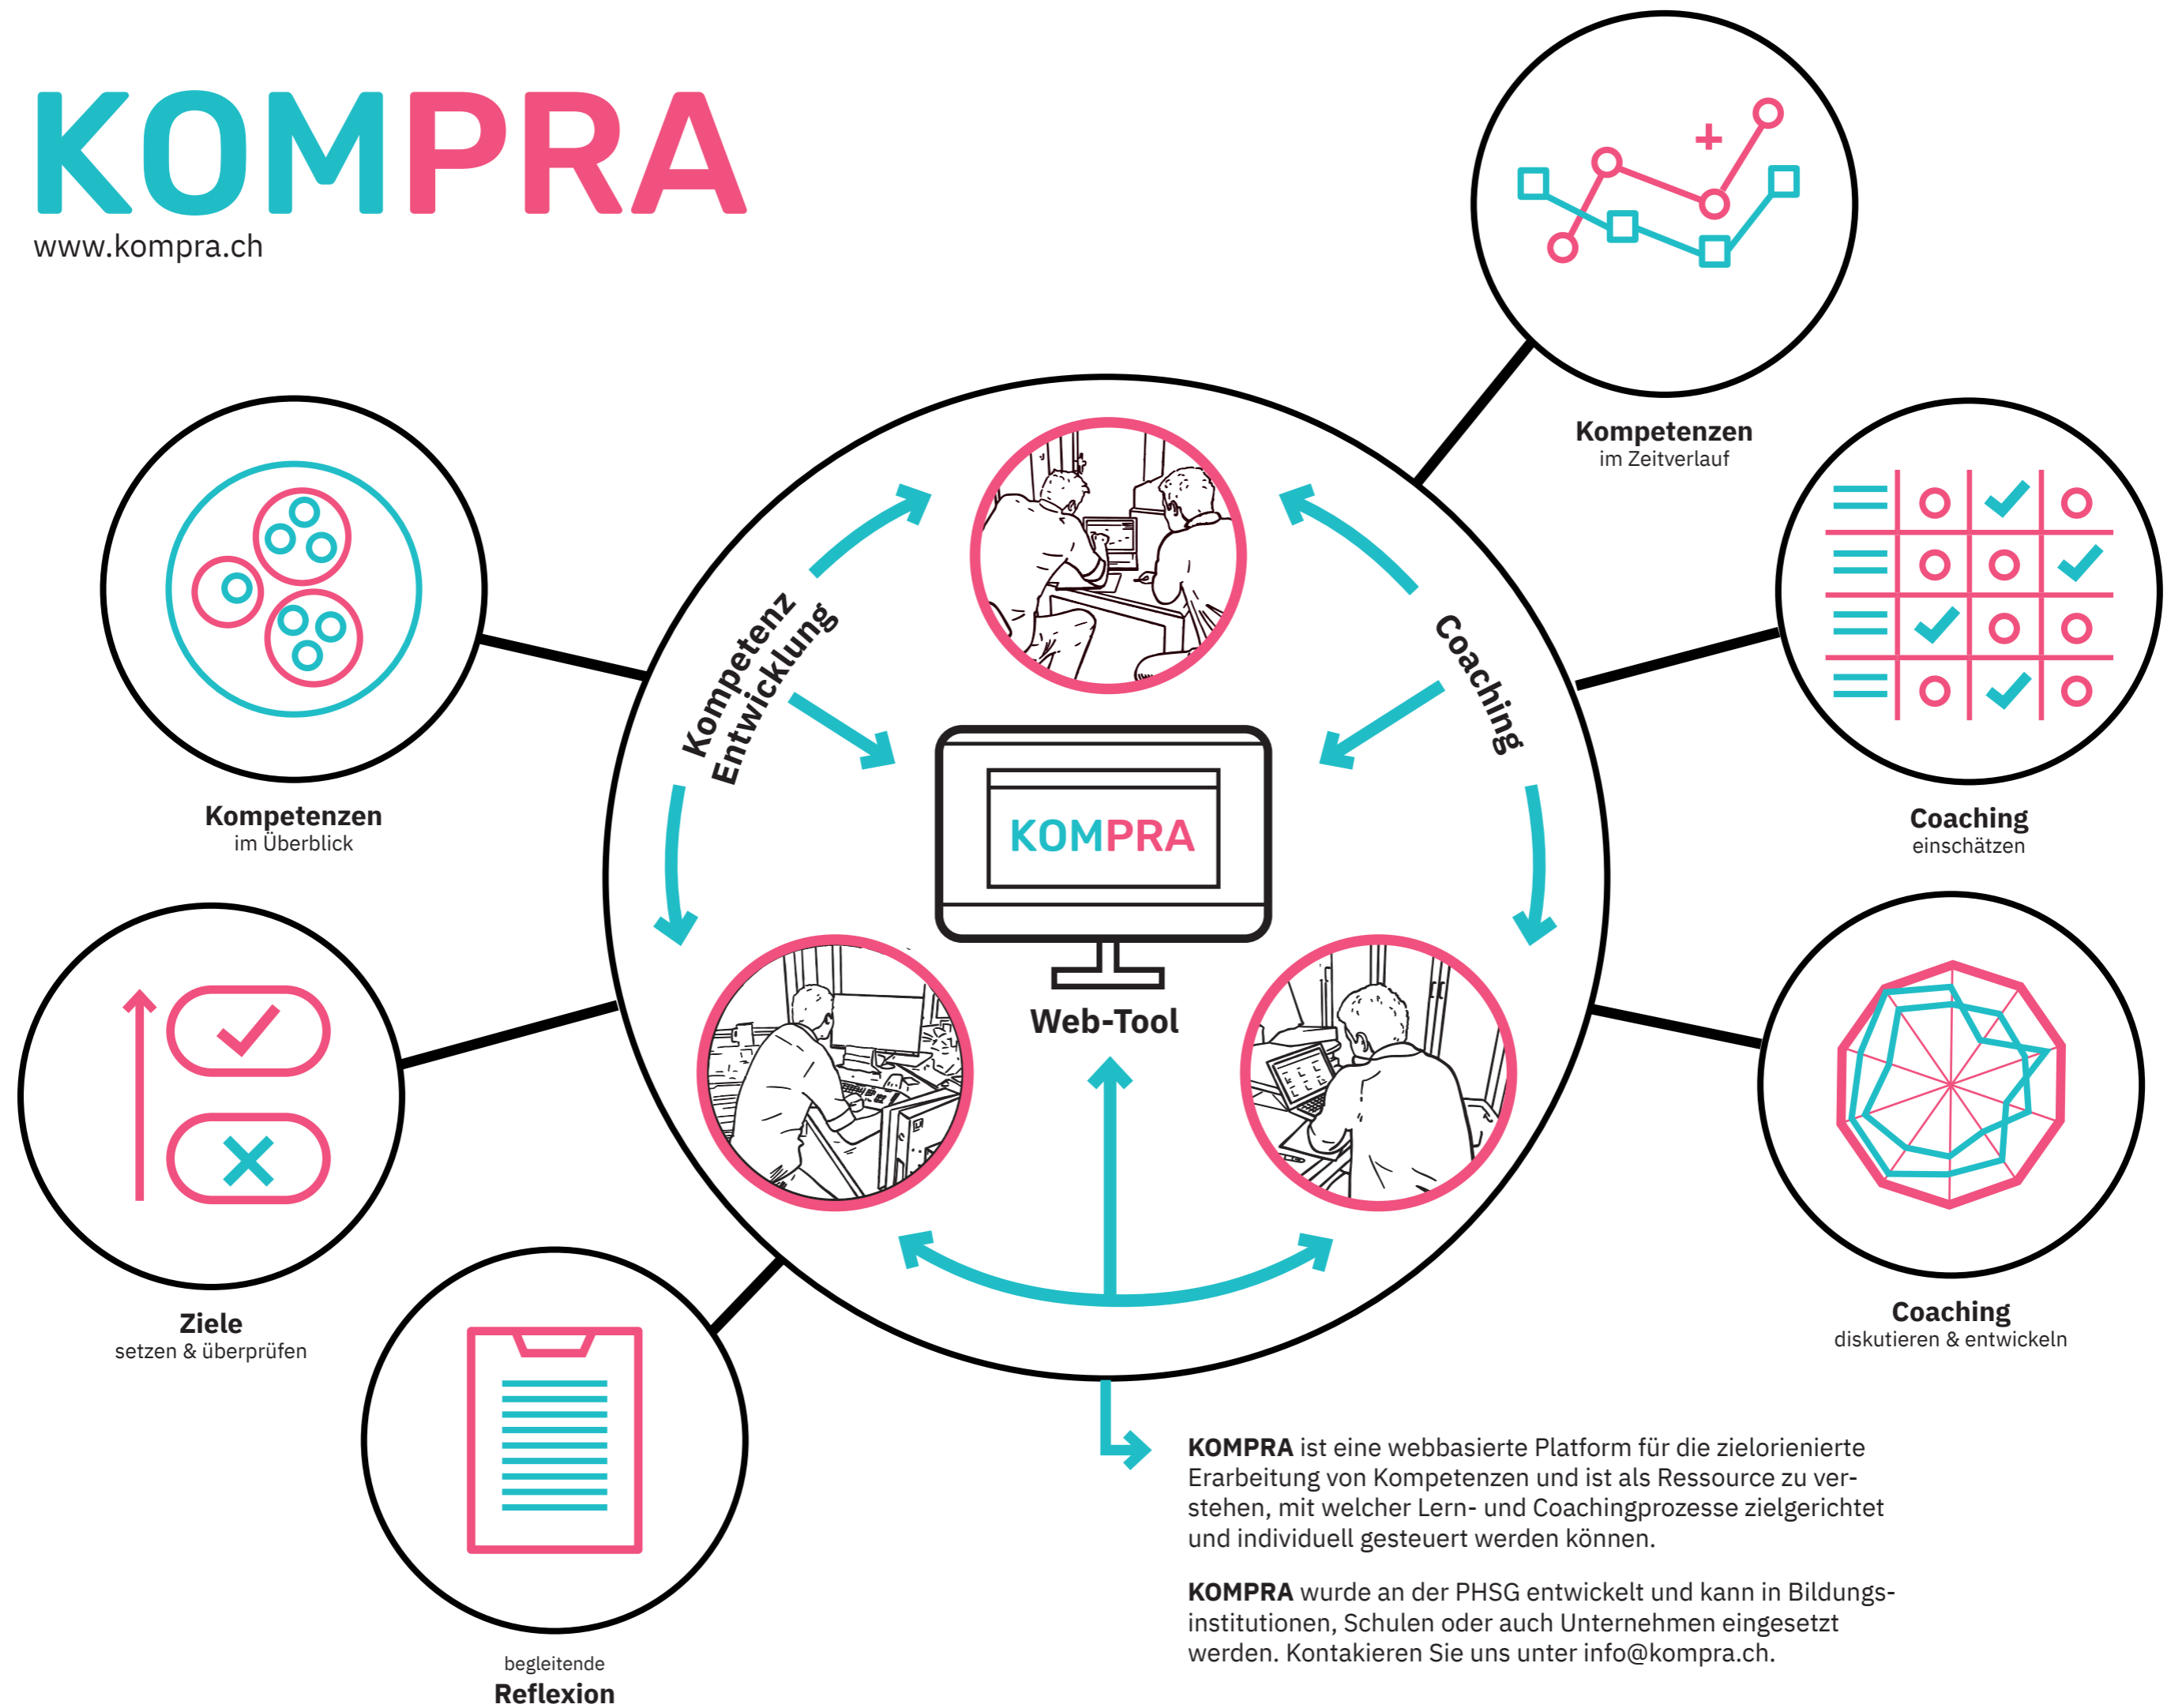 KOMPRA
www.kompra.ch
Kompetenzen
im Zeitverlauf
Kompetenz
Entwicklung
Coaching
KOMPRA
Web-Tool
Kompetenzen
im Überblick
Coaching
einschätzen
Ziele
setzen & überprüfen
Coaching
diskutieren & entwickeln
begleitende
Reflexion
KOMPRA ist eine webbasierte Platform für die zielorienierte
Erarbeitung von Kompetenzen und ist als Ressource zu ver-
stehen, mit welcher Lern- und Coachingprozesse zielgerichtet
und individuell gesteuert werden können.
KOMPRA wurde an der PHSG entwickelt und kann in Bildungs-
institutionen, Schulen oder auch Unternehmen eingesetzt
werden. Kontakieren Sie uns unter info@kompra.ch.